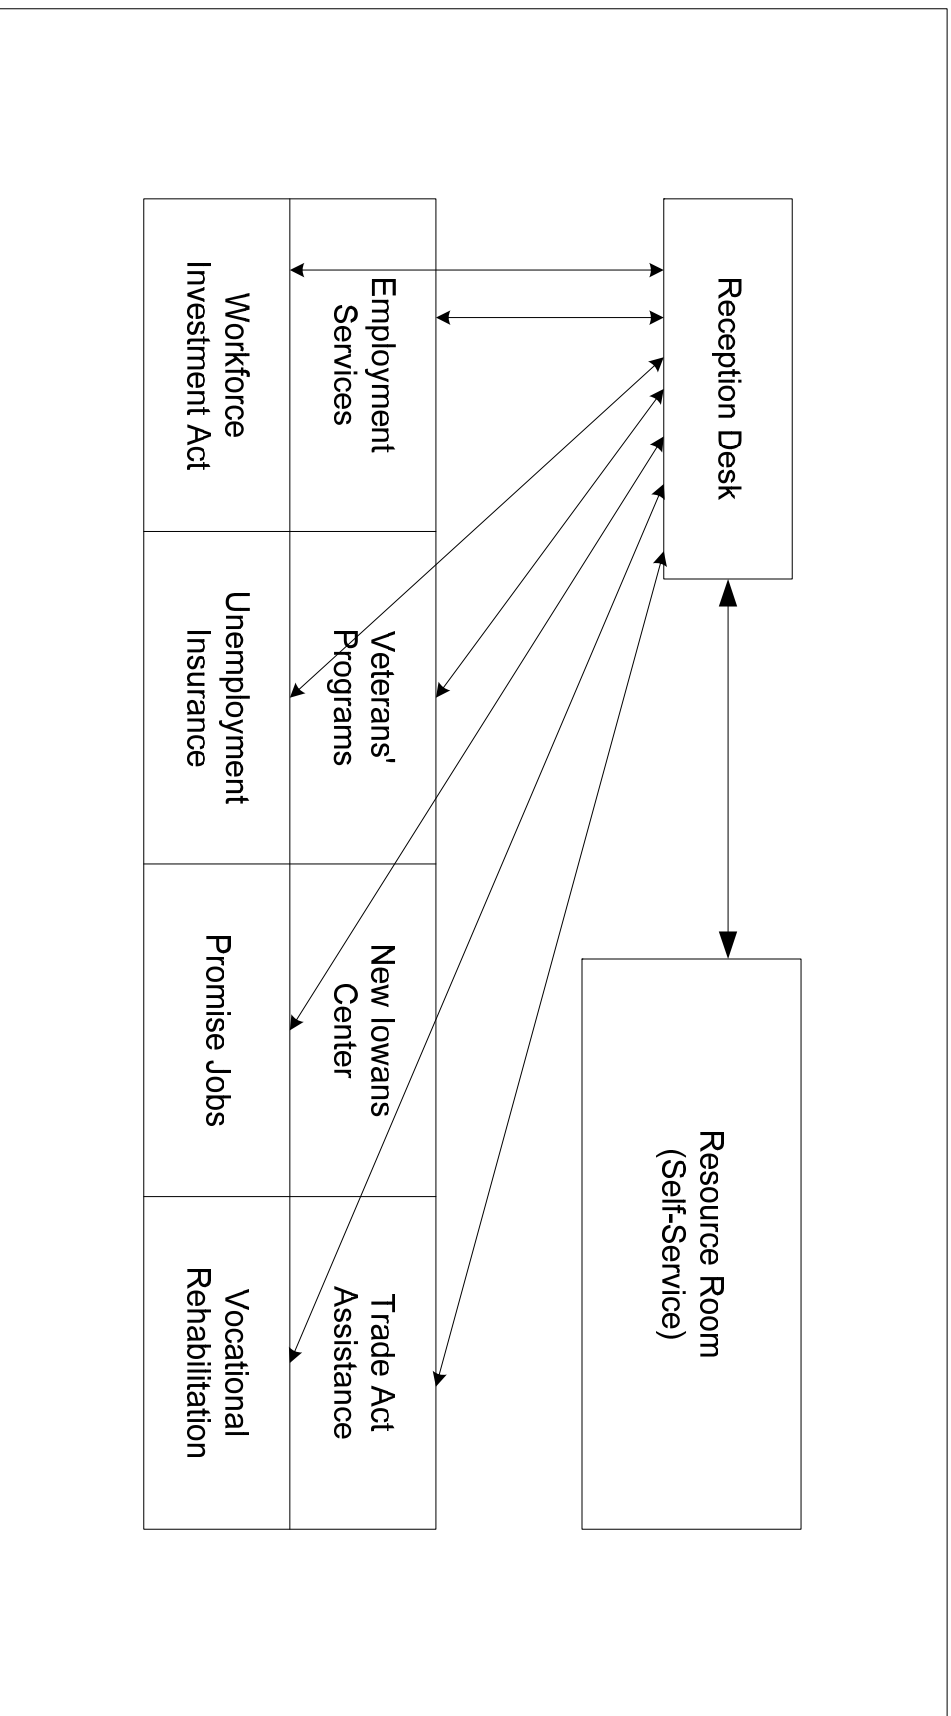 Reception Desk
Resource Room
(Self-Service)
Employment
Services
Veterans'
Programs
New Iowans
Center
Trade Act
Assistance
Workforce
Investment Act
Unemployment
Insurance
Promise Jobs
Vocational
Rehabilitation